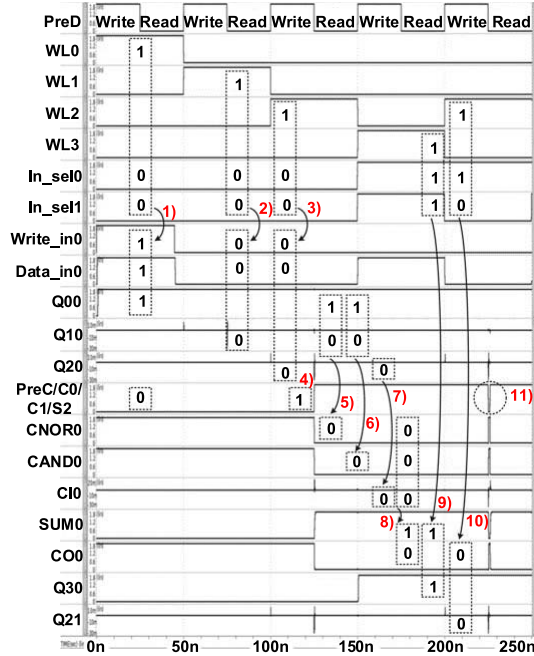 PreD Write Read Write Read Write Read Write Read Write Read
WL0 1
WL1 1
WL2 1 1
WL3 1
In_sel0 0 0 0 1 1
In_sel1 0 1) 0 2) 0 3) 1 0
Write_in0 1 0 0
Data_in0 1 0 0
Q00 1 1 1
Q10 0 0 0
Q20 0 4) 0
PreC/C0/ 0 1 5) 7) 11)
C1/S2
CNOR0 0 6) 0
CAND0 0 0
CI0 0 0 9)
SUM0 8) 1 1 10)
CO0 0 0
Q30 1
Q21 0
0n 50n 100n 150n 200n 250n